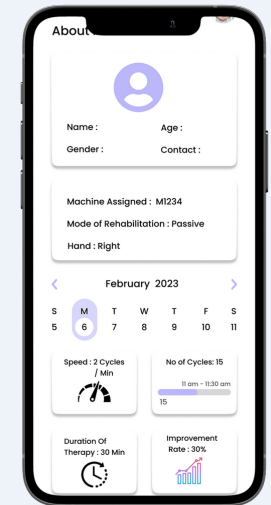 About
Name :
Age :
Gender :
Contact :
Machine Assigned : M1234
Mode of Rehabilitation : Passive
Hand : Right
February 2023
S M T W T F S
5 6 7 8 9 10 11
Speed : 2 Cycles
/ Min
No of Cycles: 15
11 am - 11:30 am
15
Duration Of
Therapy : 30 Min
Improvement
Rate : 30%